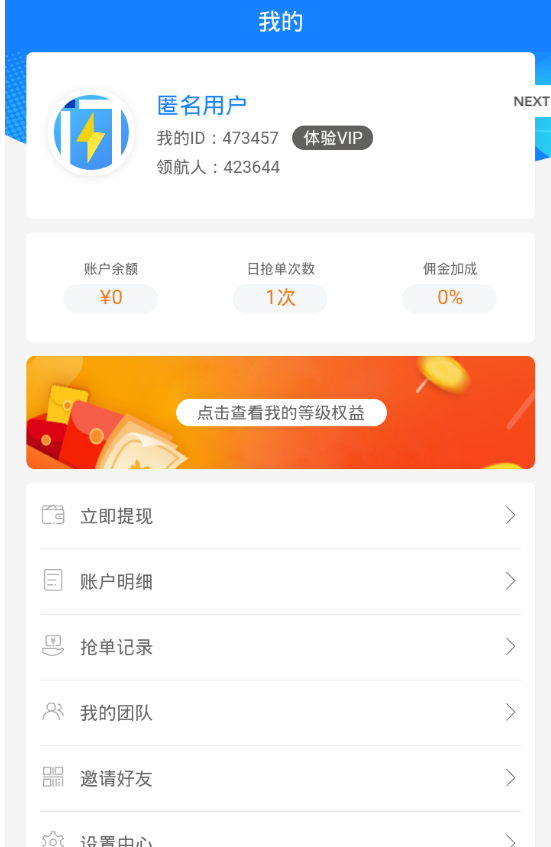 我的
NEXT
匿名用户
我的ID：473457 体验VIP
领航人：423644
账户余额 日抢单次数 佣金加成
¥0 1次 0%
点击查看我的等级权益
立即提现
账户明细
抢单记录
我的团队
邀请好友
设置中心